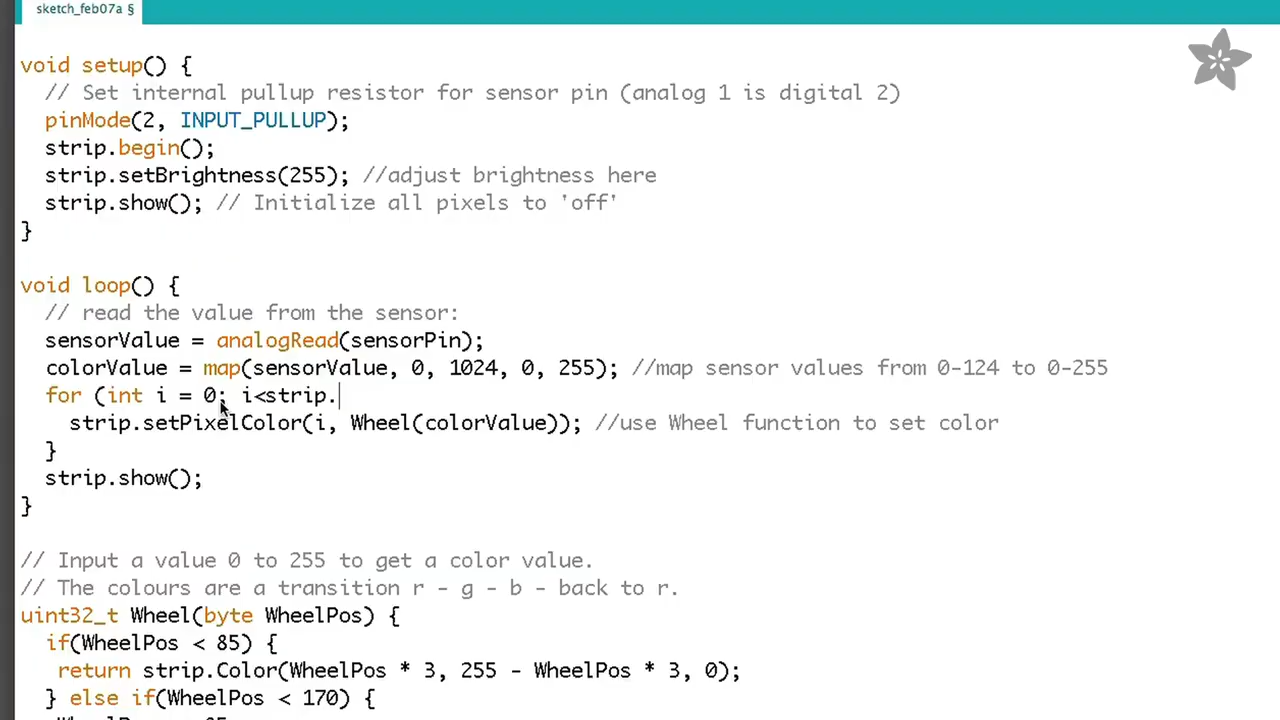 sketch_feb07a §
void setup() {
// Set internal pullup resistor for sensor pin (analog 1 is digital 2)
pinMode(2, INPUT_PULLUP);
strip.begin();
strip.setBrightness(255); //adjust brightness here
strip.show(); // Initialize all pixels to 'off'
}
void loop() {
// read the value from the sensor:
sensorValue = analogRead(sensorPin);
colorValue = map(sensorValue, 0, 1024, 0, 255); //map sensor values from 0-124 to 0-255
for (int i = 0; i<strip.
strip.setPixelColor(i, Wheel(colorValue)); //use Wheel function to set color
}
strip.show();
}
// Input a value 0 to 255 to get a color value.
// The colours are a transition r - g - b - back to r.
uint32_t Wheel(byte WheelPos) {
if(WheelPos < 85) {
return strip.Color(WheelPos * 3, 255 - WheelPos * 3, 0);
} else if(WheelPos < 170) {